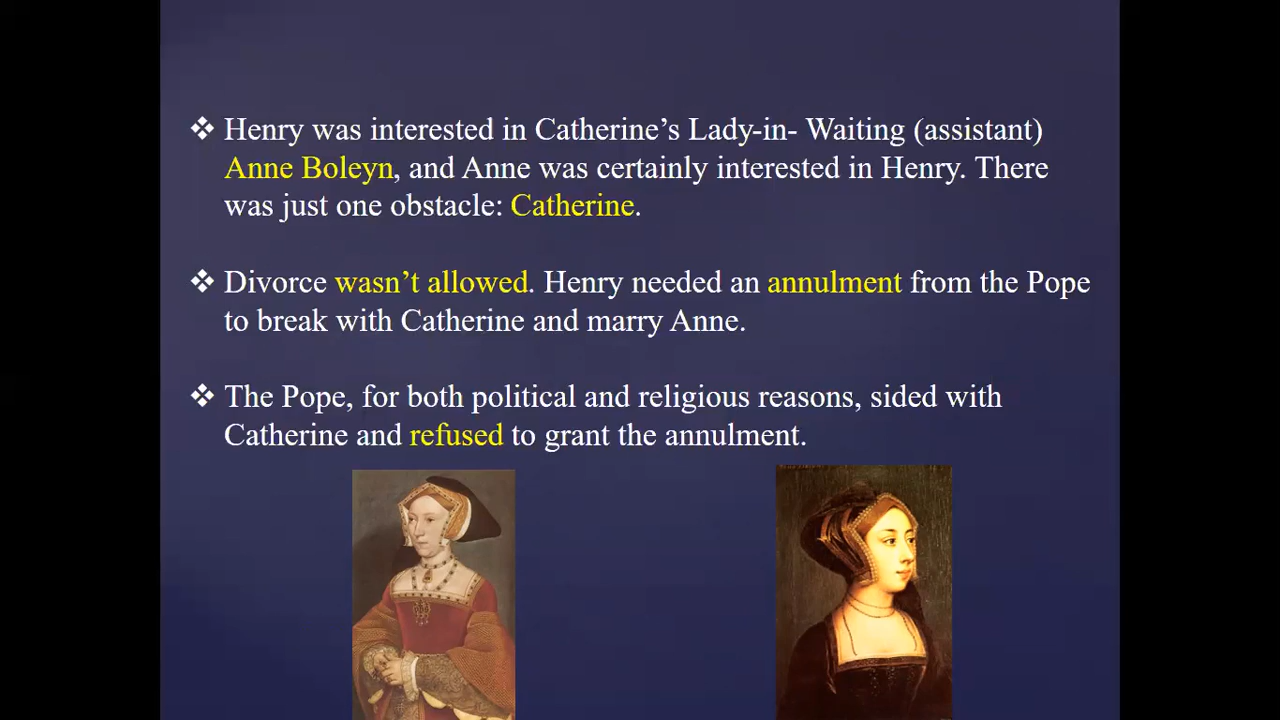 ❖ Henry was interested in Catherine’s Lady-in- Waiting (assistant)
Anne Boleyn, and Anne was certainly interested in Henry. There
was just one obstacle: Catherine.
❖ Divorce wasn’t allowed. Henry needed an annulment from the Pope
to break with Catherine and marry Anne.
❖ The Pope, for both political and religious reasons, sided with
Catherine and refused to grant the annulment.